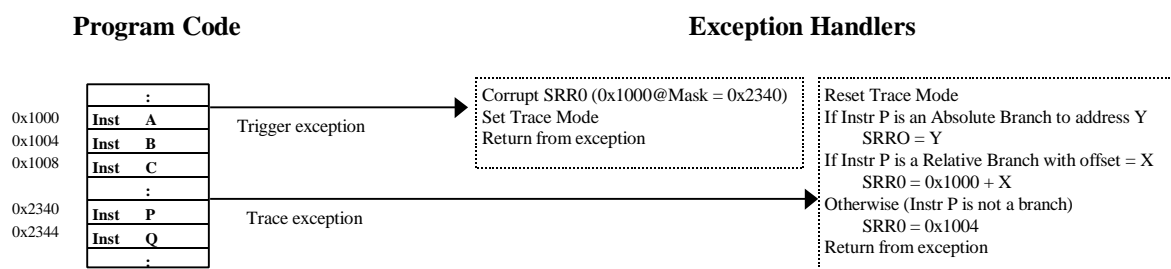 Program Code
Exception Handlers
:
0x1000 Inst A
0x1004 Inst B
0x1008 Inst C
:
0x2340 Inst P
0x2344 Inst Q
:
Trigger exception
Trace exception
Corrupt SRR0 (0x1000@Mask = 0x2340)
Set Trace Mode
Return from exception
Reset Trace Mode
If Instr P is an Absolute Branch to address Y
SRRO = Y
If Instr P is a Relative Branch with offset = X
SRR0 = 0x1000 + X
Otherwise (Instr P is not a branch)
SRR0 = 0x1004
Return from exception